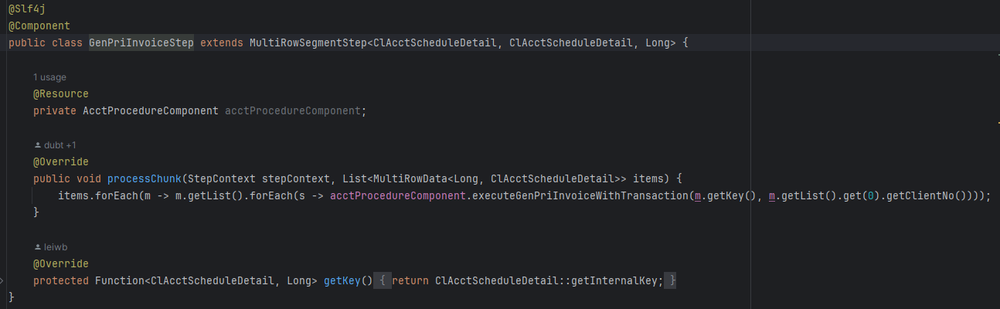 @Slf4j
@Component
public class GenPriInvoiceStep extends MultiRowSegmentStep<ClAcctScheduleDetail, ClAcctScheduleDetail, Long> {
1 usage
@Resource
private AcctProcedureComponent acctProcedureComponent;
dubt +1
@Override
public void processChunk(StepContext stepContext, List<MultiRowData<Long, ClAcctScheduleDetail>> items) {
items.forEach(m -> m.getList().forEach(s -> acctProcedureComponent.executeGenPriInvoiceWithTransaction(m.getKey(), m.getList().get(0).getClientNo())));
}
leiwb
@Override
protected Function<ClAcctScheduleDetail, Long> getKey() { return ClAcctScheduleDetail::getInternalKey; }
}